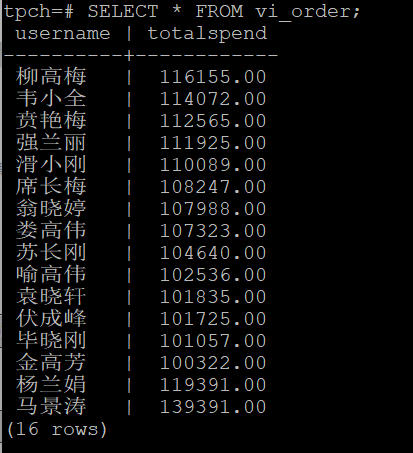 tpch=# SELECT * FROM vi_order;
 username | totalspend
----------+------------
 柳高梅   |  116155.00
 韦小全   |  114072.00
 贲艳梅   |  112565.00
 强兰丽   |  111925.00
 滑小刚   |  110089.00
 席长梅   |  108247.00
 翁晓婷   |  107988.00
 娄高伟   |  107323.00
 苏长刚   |  104640.00
 喻高伟   |  102536.00
 袁晓轩   |  101835.00
 伏成峰   |  101725.00
 毕晓刚   |  101057.00
 金高芳   |  100322.00
 杨兰娟   |  119391.00
 马景涛   |  139391.00
(16 rows)